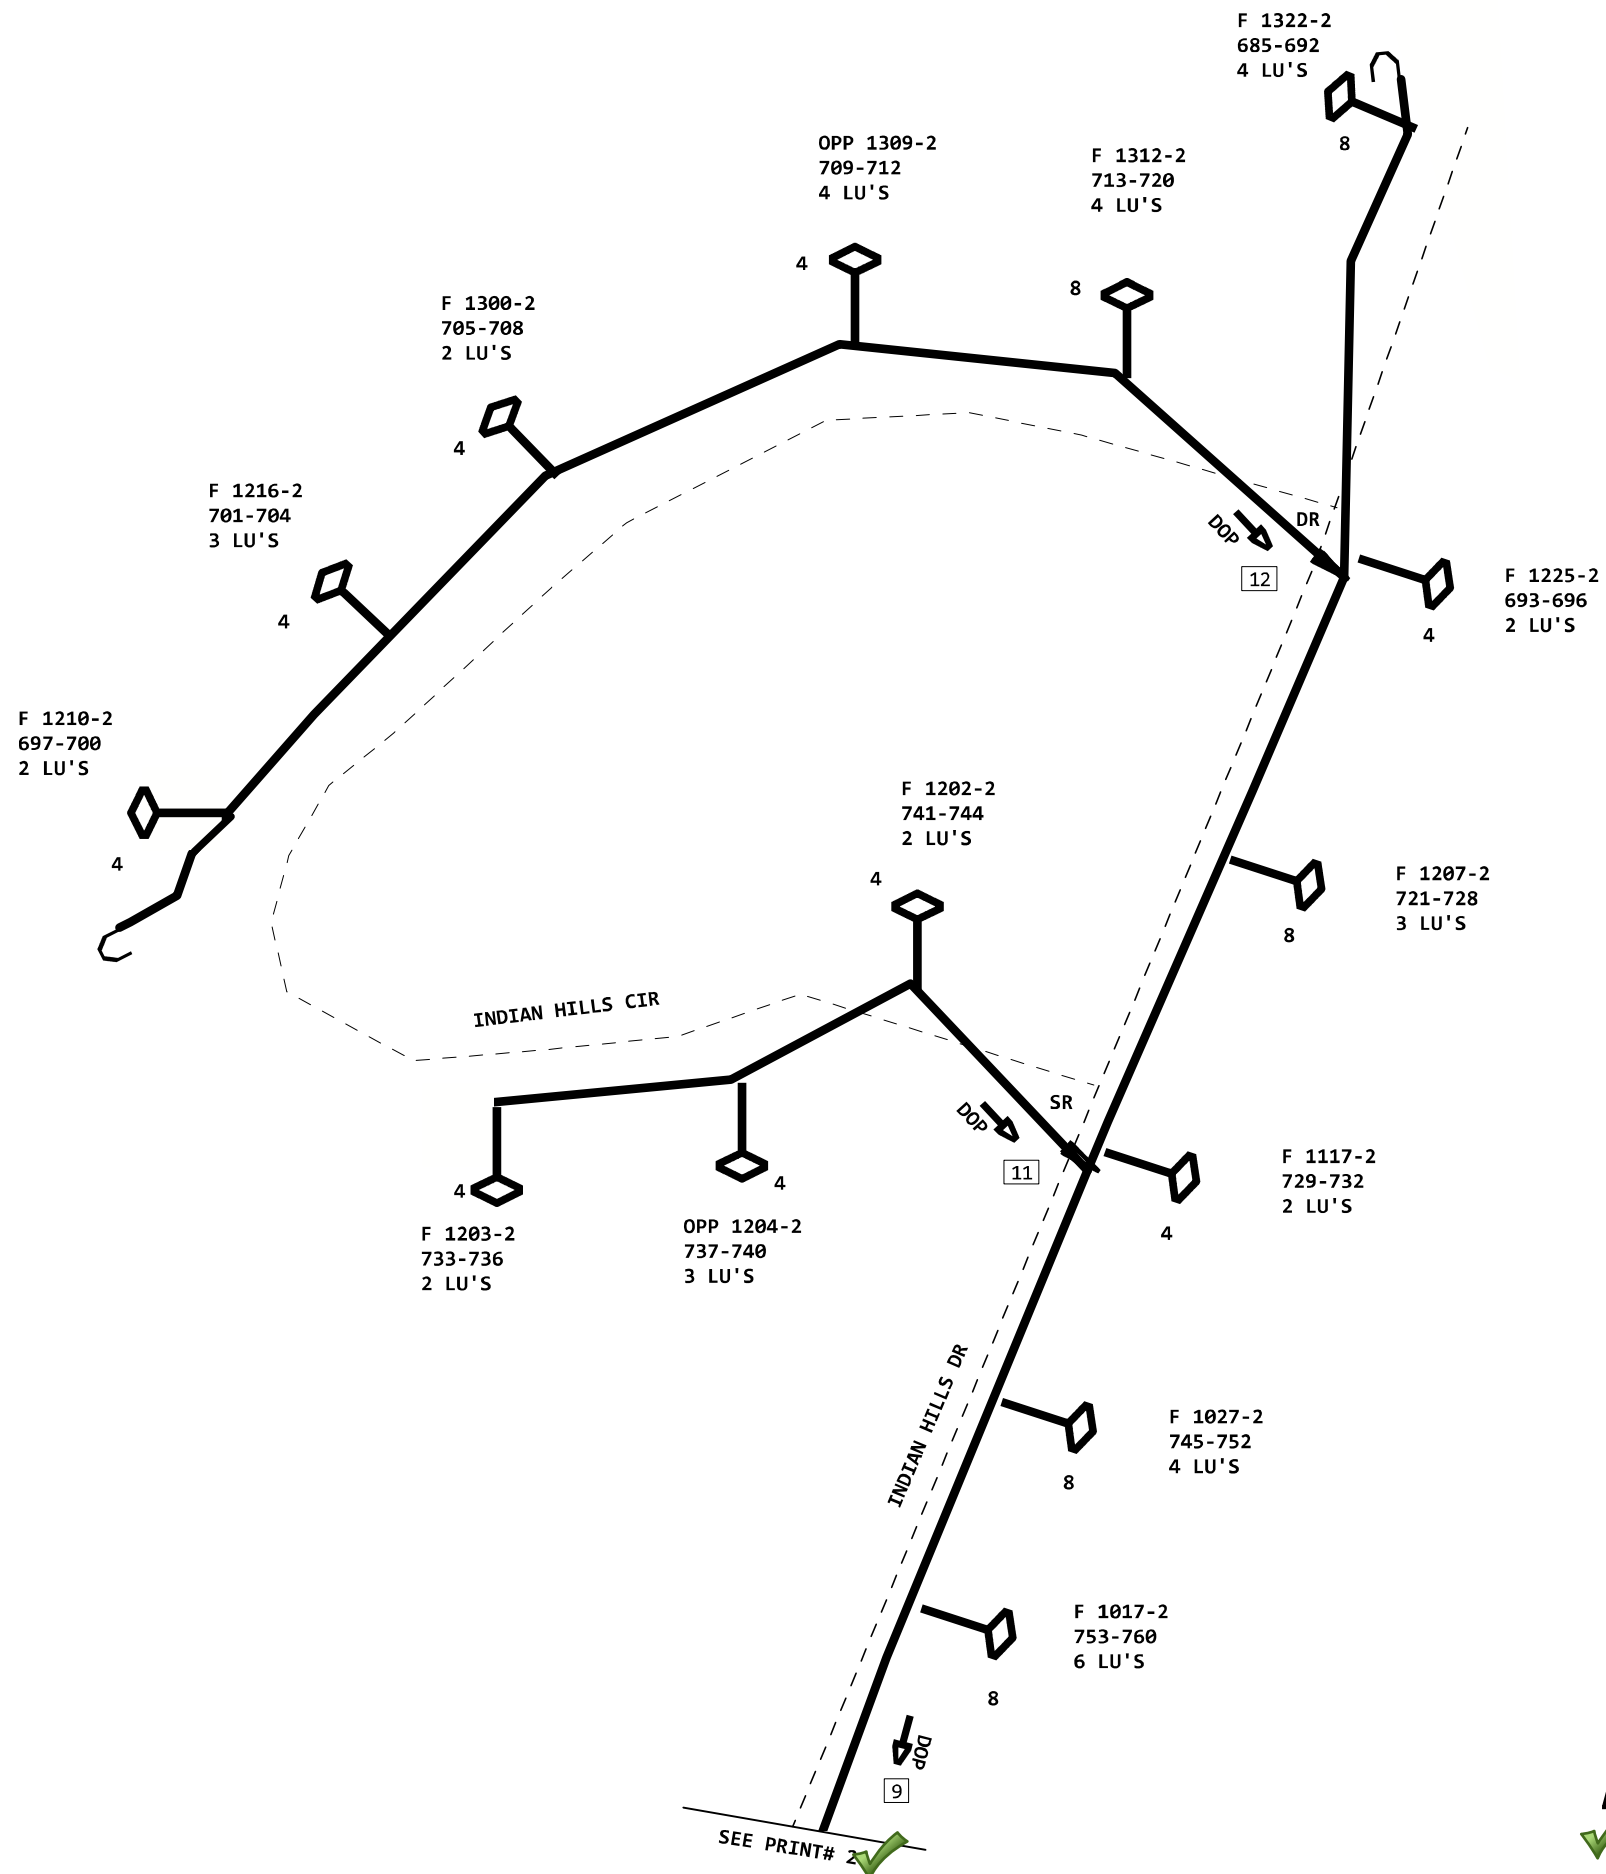 F 1322-2
685-692
4 LU'S
8
OPP 1309-2
709-712
4 LU'S
4
F 1312-2
713-720
4 LU'S
8
F 1300-2
705-708
2 LU'S
4
F 1216-2
701-704
3 LU'S
4
DOP
DR
12
F 1225-2
693-696
2 LU'S
4
F 1210-2
697-700
2 LU'S
4
F 1202-2
741-744
2 LU'S
4
F 1207-2
721-728
3 LU'S
8
INDIAN HILLS CIR
DOP
SR
11
F 1117-2
729-732
2 LU'S
4
4
F 1203-2
733-736
2 LU'S
4
OPP 1204-2
737-740
3 LU'S
INDIAN HILLS DR
F 1027-2
745-752
4 LU'S
8
F 1017-2
753-760
6 LU'S
8
DOP
9
SEE PRINT# 2